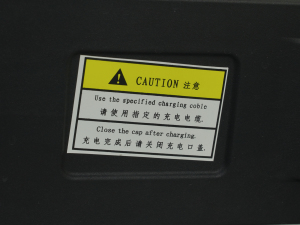 CAUTION 注意
Use the specified charging coble
请使用指定的充电电缆.
Close the cap after charging.
充电完成后请关闭充电口盖.